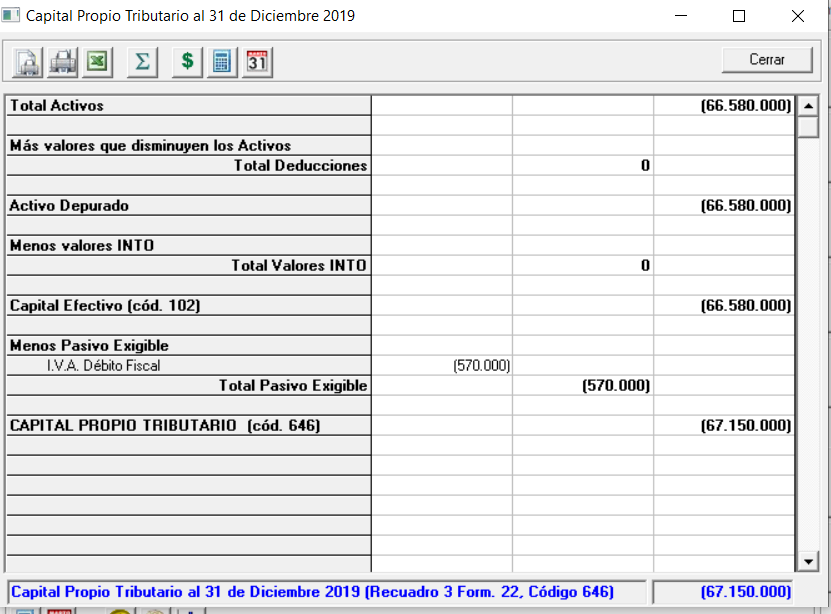 Capital Propio Tributario al 31 de Diciembre 2019
Σ $ 31 Cerrar
Total Activos (66.580.000)
Más valores que disminuyen los Activos
Total Deducciones 0
Activo Depurado (66.580.000)
Menos valores INTO
Total Valores INTO 0
Capital Efectivo (cód. 102) (66.580.000)
Menos Pasivo Exigible
I.V.A. Débito Fiscal (570.000)
Total Pasivo Exigible (570.000)
CAPITAL PROPIO TRIBUTARIO (cód. 646) (67.150.000)
Capital Propio Tributario al 31 de Diciembre 2019 (Recuadro 3 Form. 22, Código 646) (67.150.000)